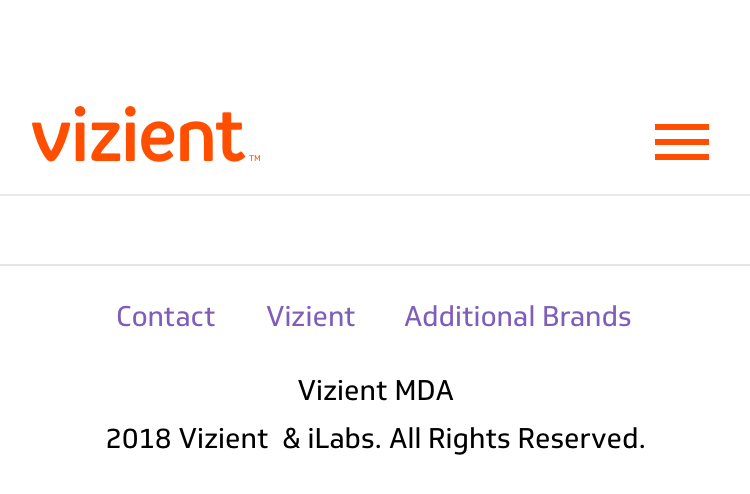 vizient™
Contact Vizient Additional Brands
Vizient MDA
2018 Vizient & iLabs. All Rights Reserved.